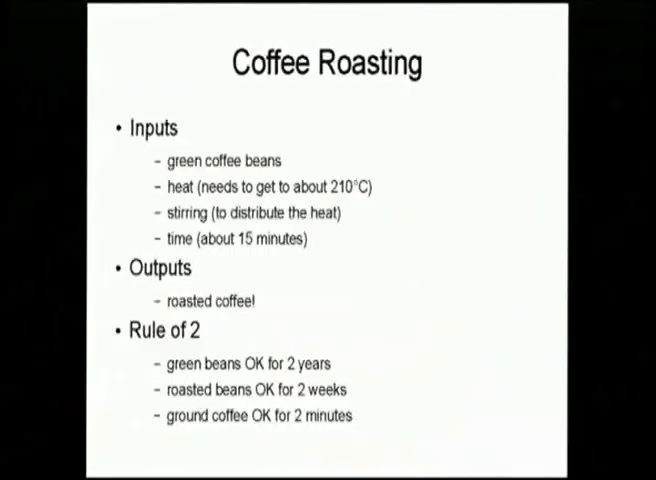 Coffee Roasting
• Inputs
– green coffee beans
– heat (needs to get to about 210°C)
– stirring (to distribute the heat)
– time (about 15 minutes)
• Outputs
– roasted coffee!
• Rule of 2
– green beans OK for 2 years
– roasted beans OK for 2 weeks
– ground coffee OK for 2 minutes